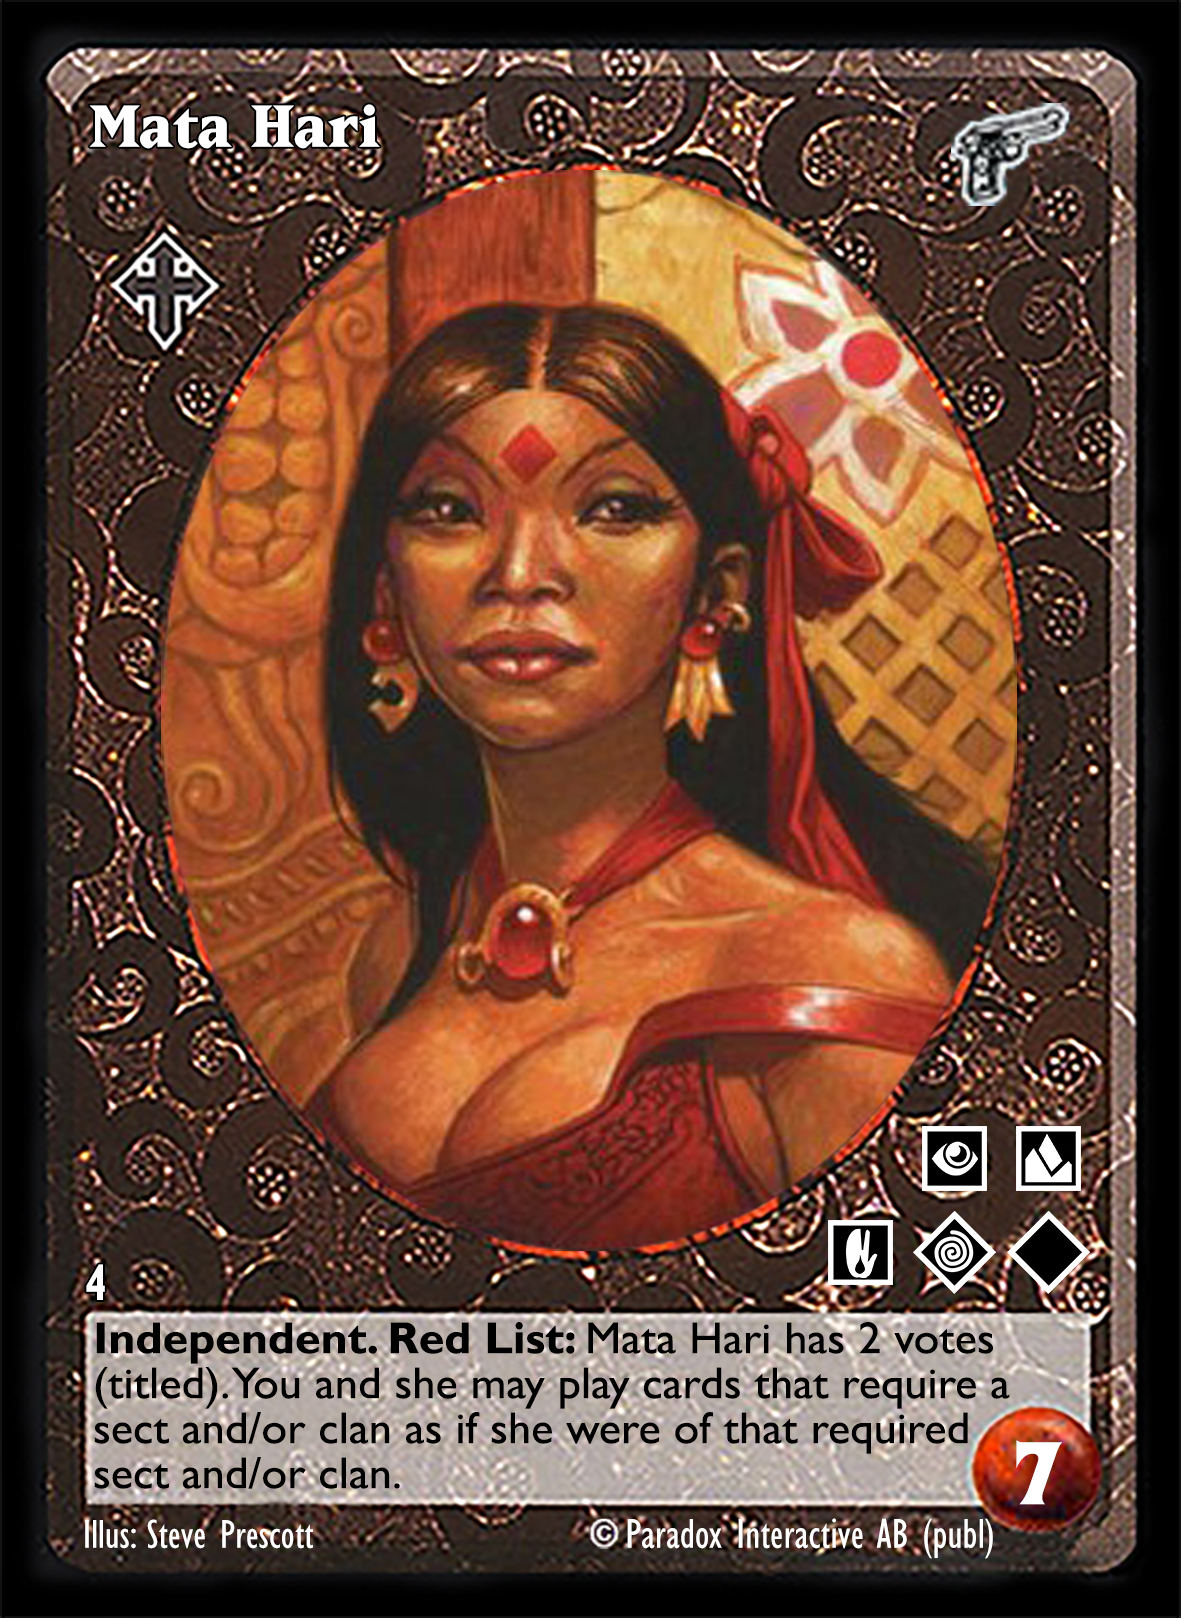 Mata Hari
4
Independent. Red List: Mata Hari has 2 votes
(titled). You and she may play cards that require a
sect and/or clan as if she were of that required
sect and/or clan.
7
Illus: Steve Prescott
© Paradox Interactive AB (publ)